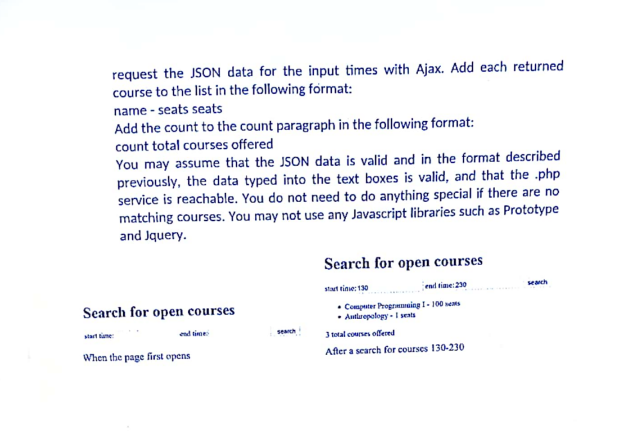 request the JSON data for the input times with Ajax. Add each returned
course to the list in the following format:
name - seats seats
Add the count to the count paragraph in the following format:
count total courses offered
You may assume that the JSON data is valid and in the format described
previously, the data typed into the text boxes is valid, and that the .php
service is reachable. You do not need to do anything special if there are no
matching courses. You may not use any Javascript libraries such as Prototype
and Jquery.
Search for open courses
start time: end time: search
When the page first opens
Search for open courses
start time: 130 end time: 230 search
• Computer Programming I - 100 seats
• Anthropology - 1 seats
3 total courses offered
After a search for courses 130-230